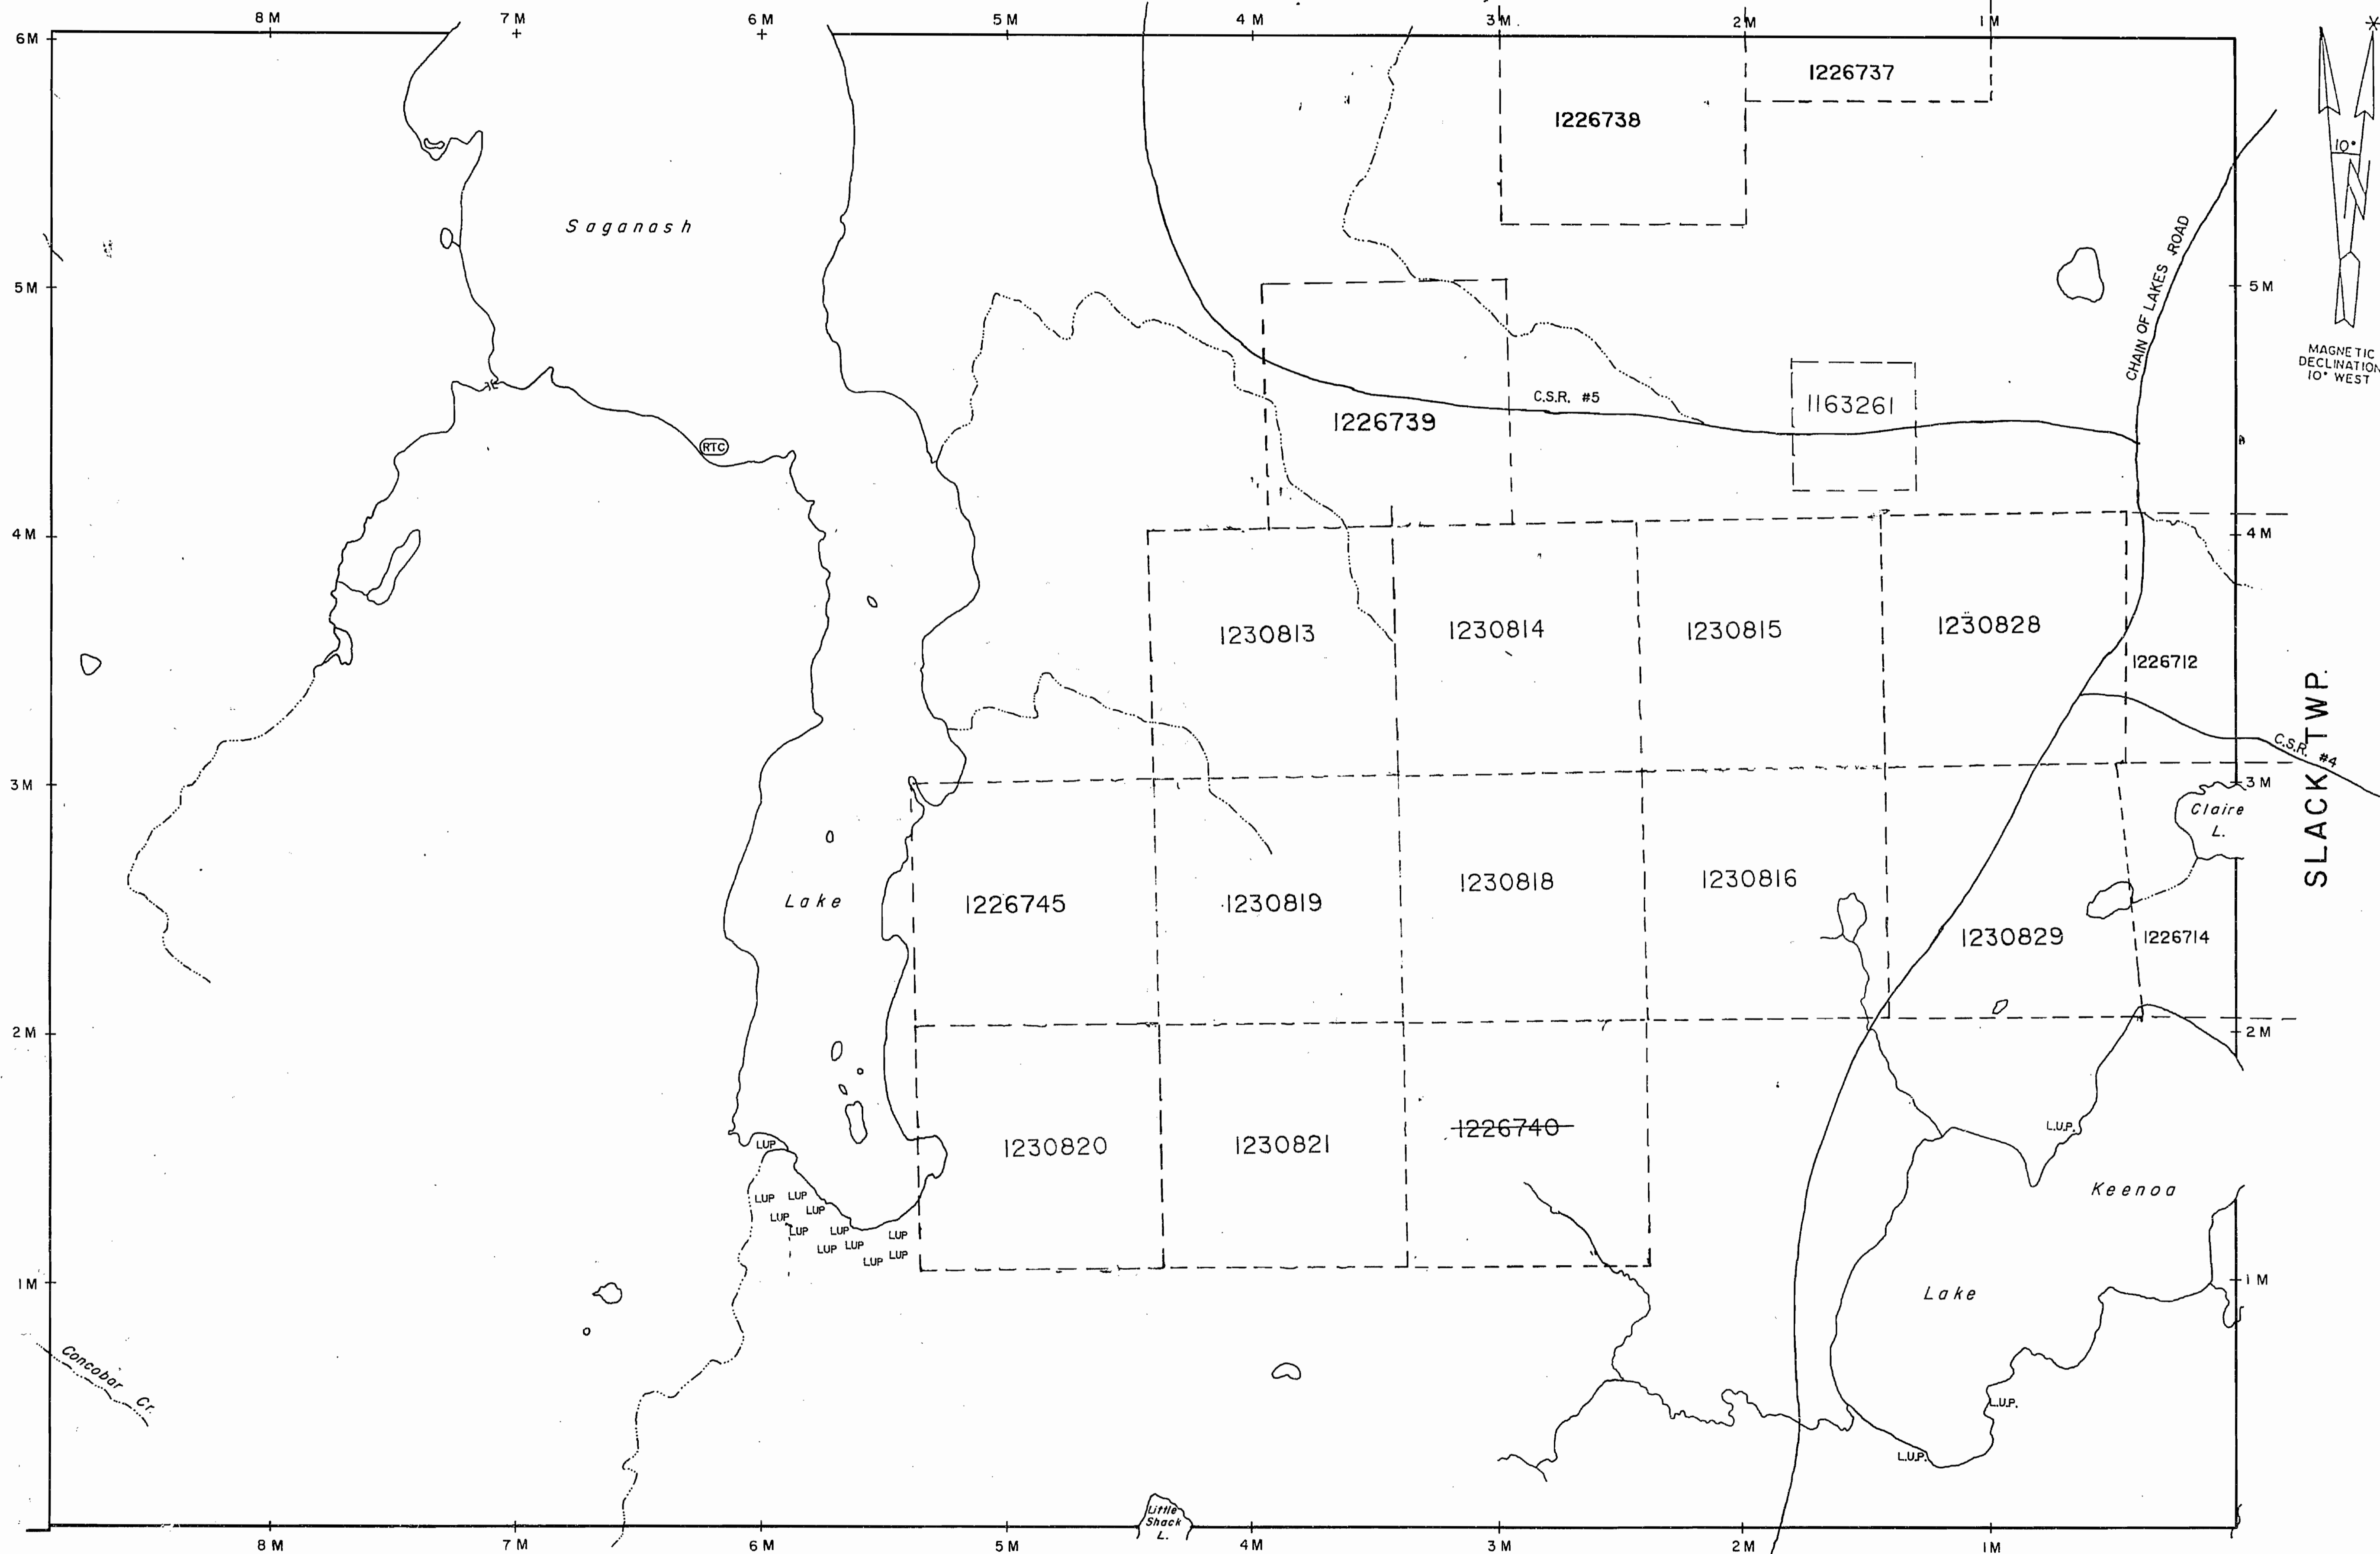 8 M 7 M 6 M 5 M 4 M 3 M. 2 M 1 M
6 M
1226737
1226738
10°
Saganash
CHAIN OF LAKES ROAD
5 M
5 M
MAGNETIC
DECLINATION
10° WEST
C.S.R. #5
1163261
1226739
RTC
4 M
4 M
1230813 1230814 1230815 1230828
1226712
SLACK TWP.
C.S.R. #4
3 M
3 M
Claire
L.
Lake
1226745 1230819 1230818 1230816
1230829 1226714
2 M
2 M
1230820 1230821 1226740
L.U.P.
LUP
LUP LUP
LUP
LUP
LUP LUP LUP
LUP LUP
LUP LUP
Keenoa
Lake
1 M
1 M
Concobar Cr.
L.U.P.
L.U.P.
Little
Shack
L.
8 M 7 M 6 M 5 M 4 M 3 M 2 M 1 M